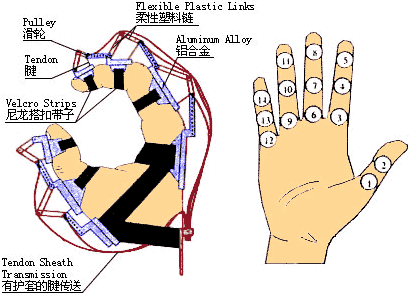 Flexible Plastic Links
柔性塑料链
Pulley
滑轮
Aluminum Alloy
铝合金
Tendon
腱
Velcro Strips
尼龙搭扣带子
Tendon Sheath
Transmission
有护套的腱传送
8
11
5
10
7
4
14
13
12
9
6
3
2
1